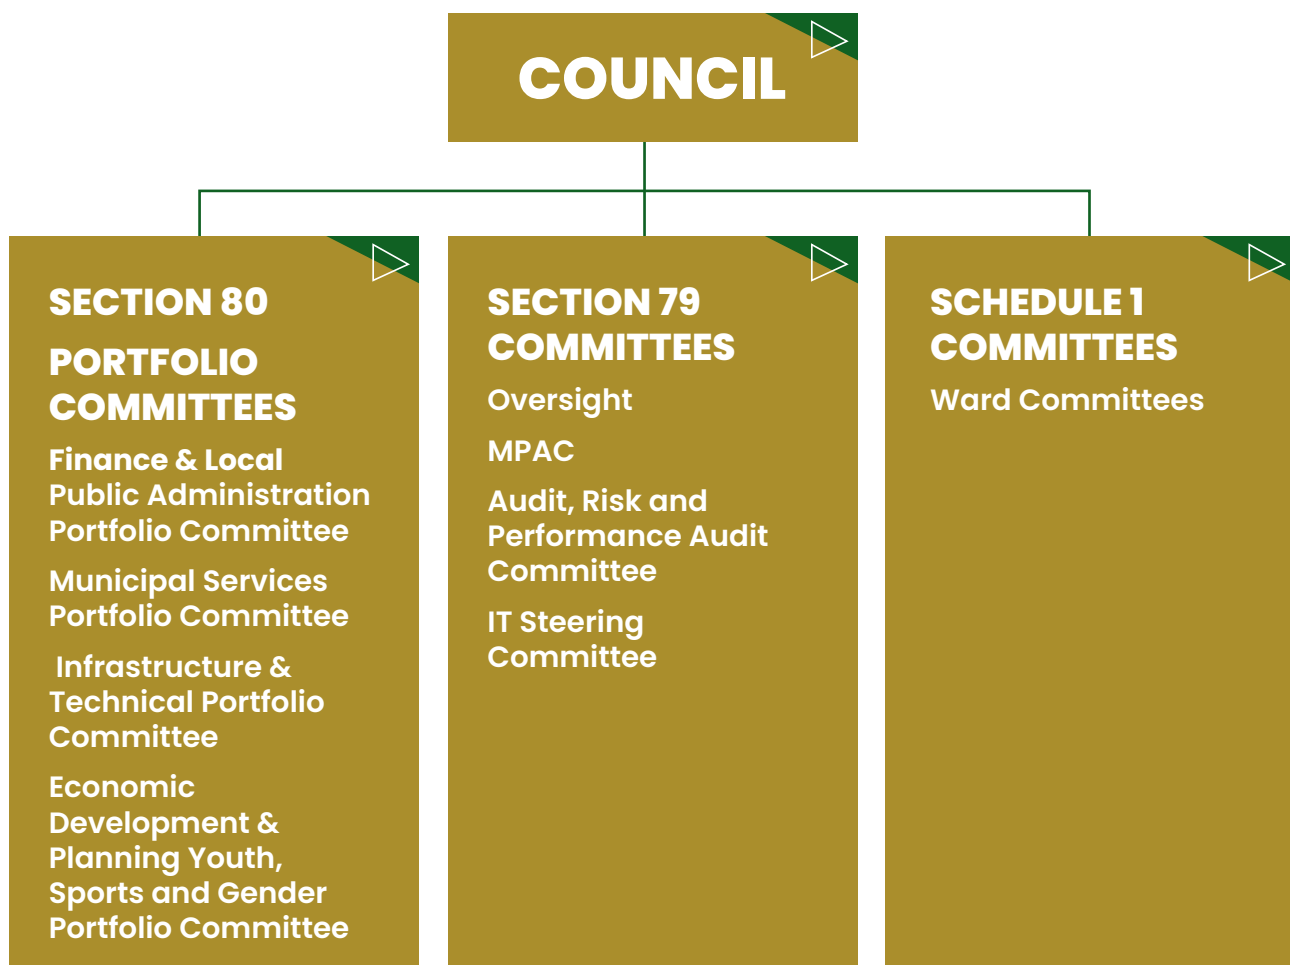 COUNCIL
SECTION 80
PORTFOLIO
COMMITTEES
Finance & Local
Public Administration
Portfolio Committee
Municipal Services
Portfolio Committee
Infrastructure &
Technical Portfolio
Committee
Economic
Development &
Planning Youth,
Sports and Gender
Portfolio Committee
SECTION 79
COMMITTEES
Oversight
MPAC
Audit, Risk and
Performance Audit
Committee
IT Steering
Committee
SCHEDULE 1
COMMITTEES
Ward Committees